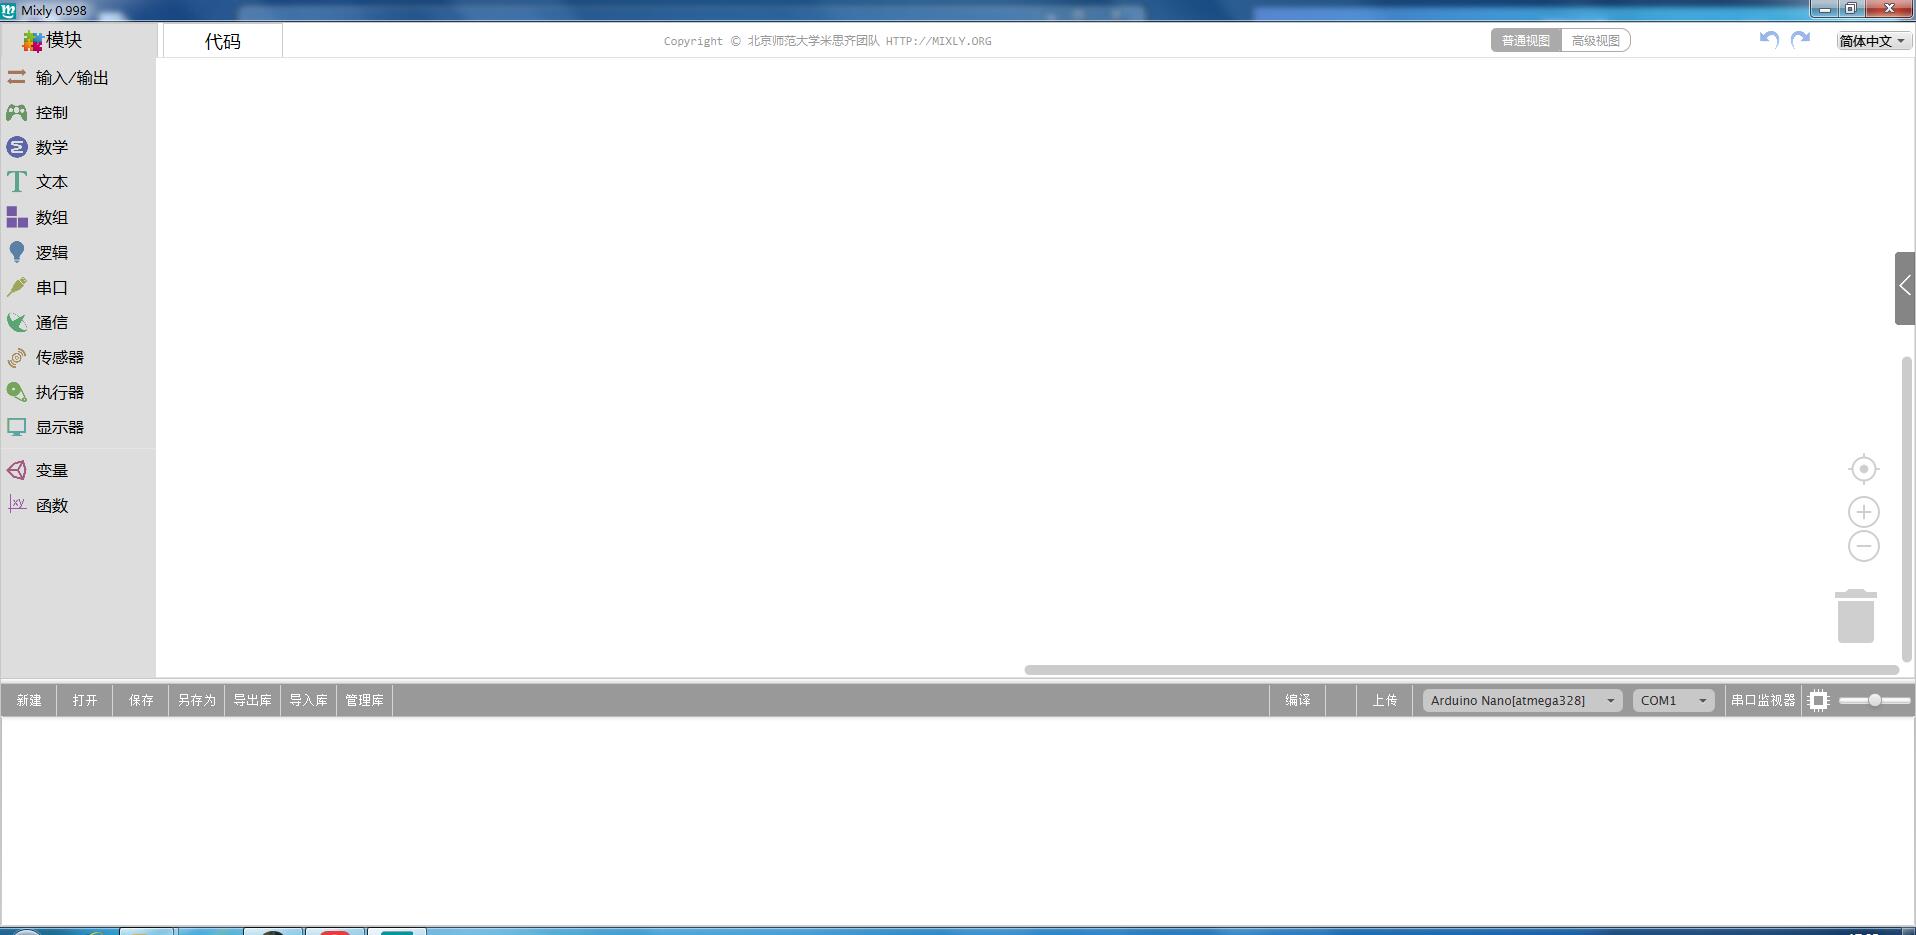 Mixly 0.998
模块
代码
Copyright © 北京师范大学米思齐团队 HTTP://MIXLY.ORG
普通视图
高级视图
简体中文
输入/输出
控制
数学
文本
数组
逻辑
串口
通信
传感器
执行器
显示器
变量
xy
函数
新建
打开
保存
另存为
导出库
导入库
管理库
编译
上传
Arduino Nano[atmega328]
COM1
串口监视器